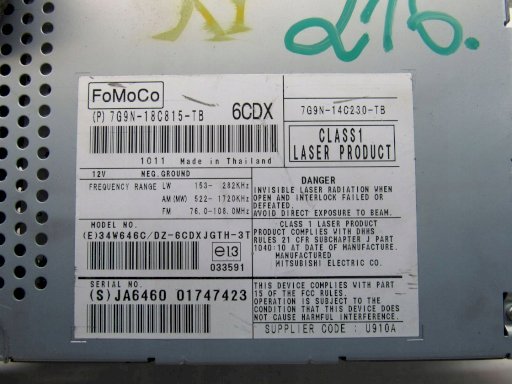 276.
FoMoCo
(P) 7G9N-18C815-TB 6CDX
1011 Made in Thailand
12V NEG.GROUND
FREQUENCY RANGE LW 153- 282KHz
AM(MW) 522- 1720KHz
FM 76.0-108.0MHz
MODEL NO.
(E)34W646C/DZ-6CDXJGTH-3T
e13
033591
SERIAL NO.
(S)JA6460 01747423
7G9N-14C230-TB
CLASS1
LASER PRODUCT
DANGER
INVISIBLE LASER RADIATION WHEN
OPEN AND INTERLOCK FAILED OR
DEFEATED.
AVOID DIRECT EXPOSURE TO BEAM.
CLASS 1 LASER PRODUCT
PRODUCT COMPLIES WITH DHHS
RULES 21 CFR SUBCHAPTER J PART
1040:10 AT DATE OF MANUFACTURE.
MANUFACTURED
MITSUBISHI ELECTRIC CO.
THIS DEVICE COMPLIES WITH PART
15 OF THE FCC RULES.
OPERATION IS SUBJECT TO THE
CONDITION THAT THIS DEVICE DOES
NOT CAUSE HARMFUL INTERFERENCE.
SUPPLIER CODE : U910A